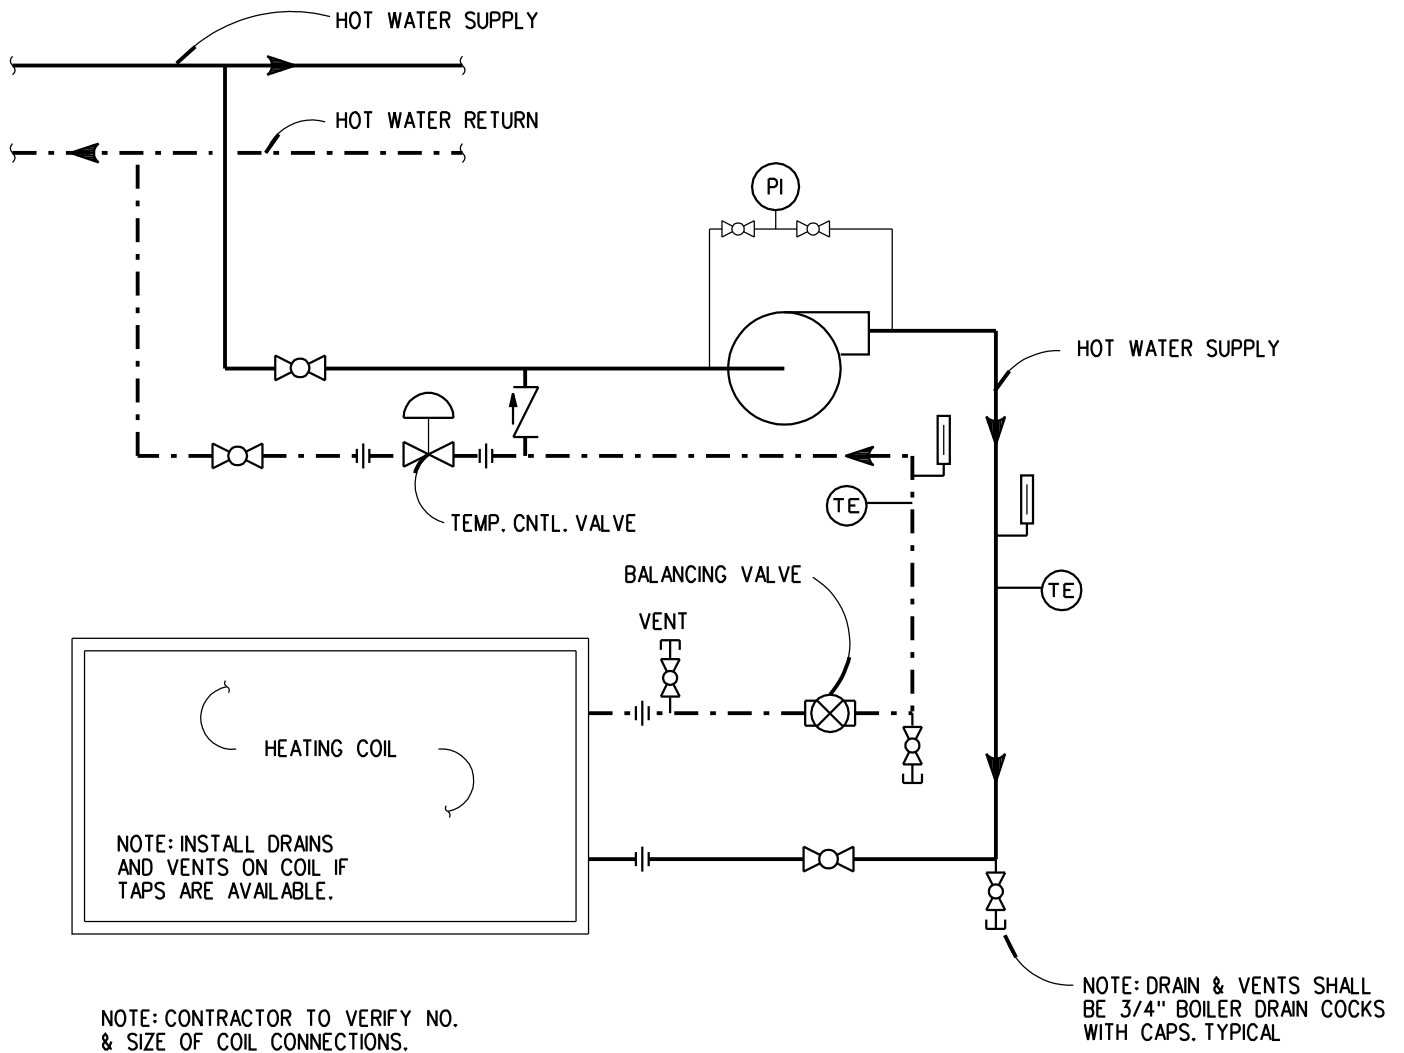 HOT WATER SUPPLY
HOT WATER RETURN
PI
HOT WATER SUPPLY
TE
TEMP. CNTL. VALVE
BALANCING VALVE
TE
VENT
HEATING COIL
NOTE: INSTALL DRAINS
AND VENTS ON COIL IF
TAPS ARE AVAILABLE.
NOTE: DRAIN & VENTS SHALL
BE 3/4" BOILER DRAIN COCKS
WITH CAPS. TYPICAL
NOTE: CONTRACTOR TO VERIFY NO.
& SIZE OF COIL CONNECTIONS.